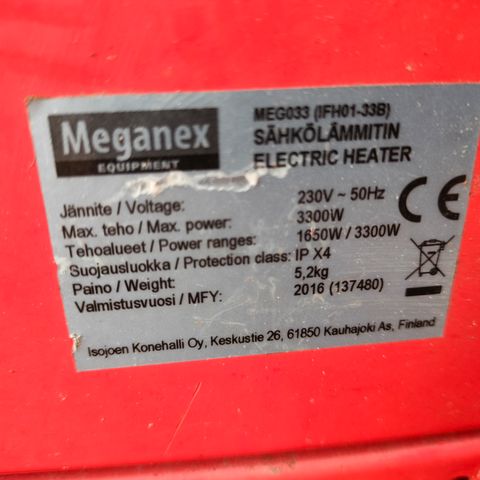 Meganex
EQUIPMENT
MEG033 (IFH01-33B)
SÄHKÖLÄMMITIN
ELECTRIC HEATER
Jännite / Voltage: 230V ~ 50Hz
Max. teho / Max. power: 3300W
Tehoalueet / Power ranges: 1650W / 3300W
Suojausluokka / Protection class: IP X4
Paino / Weight: 5,2kg
Valmistusvuosi / MFY: 2016 (137480)
CE
Isojoen Konehalli Oy, Keskustie 26, 61850 Kauhajoki As, Finland